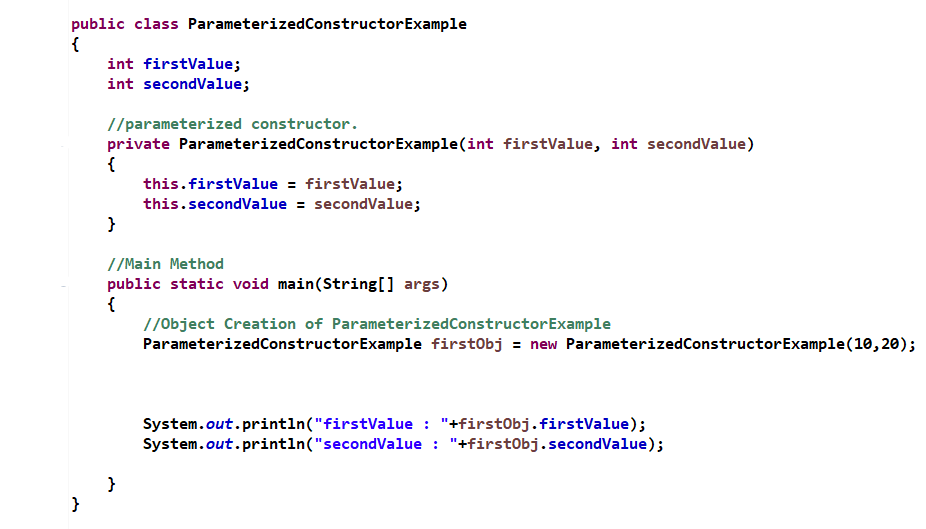 public class ParameterizedConstructorExample
{
int firstValue;
int secondValue;
//parameterized constructor.
private ParameterizedConstructorExample(int firstValue, int secondValue)
{
this.firstValue = firstValue;
this.secondValue = secondValue;
}
//Main Method
public static void main(String[] args)
{
//Object Creation of ParameterizedConstructorExample
ParameterizedConstructorExample firstObj = new ParameterizedConstructorExample(10,20);
System.out.println("firstValue : "+firstObj.firstValue);
System.out.println("secondValue : "+firstObj.secondValue);
}
}